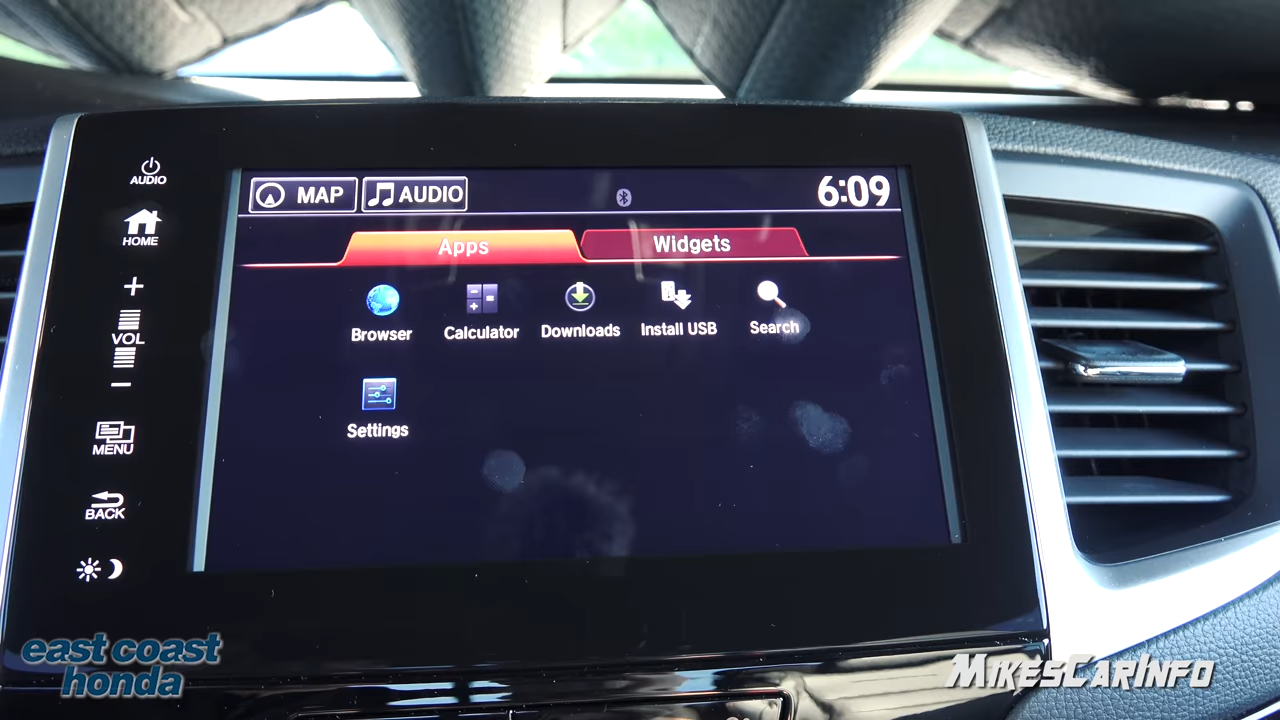 AUDIO
HOME
VOL
MENU
BACK
MAP
AUDIO
6:09
Apps
Widgets
Browser
Calculator
Downloads
Install USB
Search
Settings
east coast
honda
MIKESCARINFO